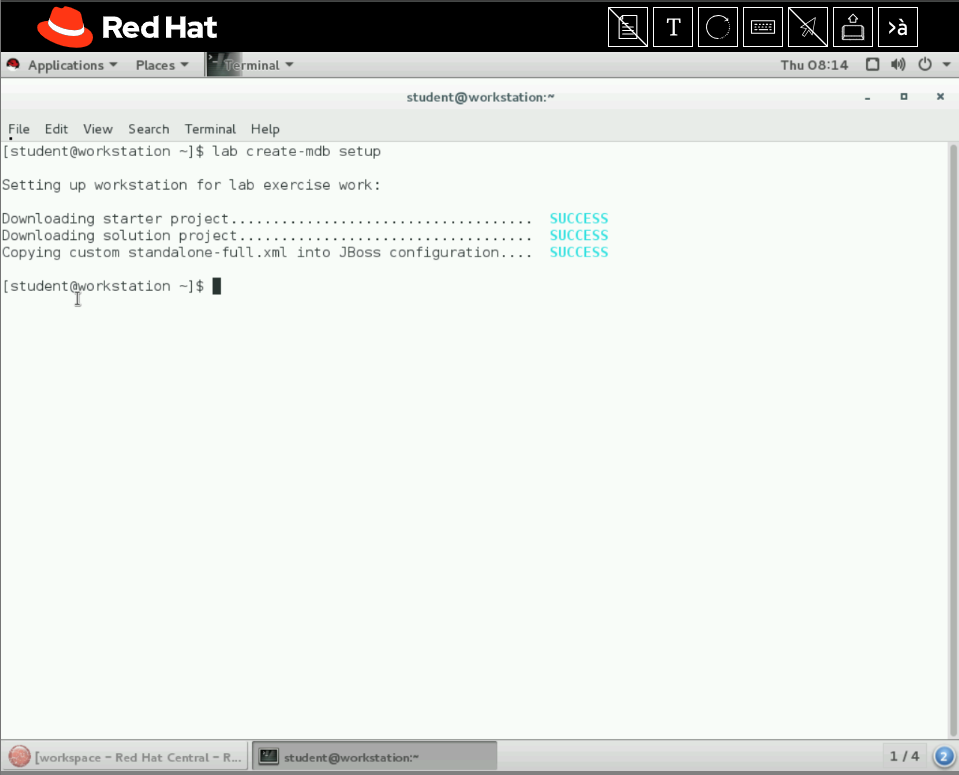 Red Hat
T
>à
Applications Places Terminal Thu 08:14
student@workstation:~
File Edit View Search Terminal Help
[student@workstation ~]$ lab create-mdb setup
Setting up workstation for lab exercise work:
Downloading starter project.................................... SUCCESS
Downloading solution project................................... SUCCESS
Copying custom standalone-full.xml into JBoss configuration.... SUCCESS
[student@workstation ~]$
[workspace – Red Hat Central – R... student@workstation:~ 1 / 4 2